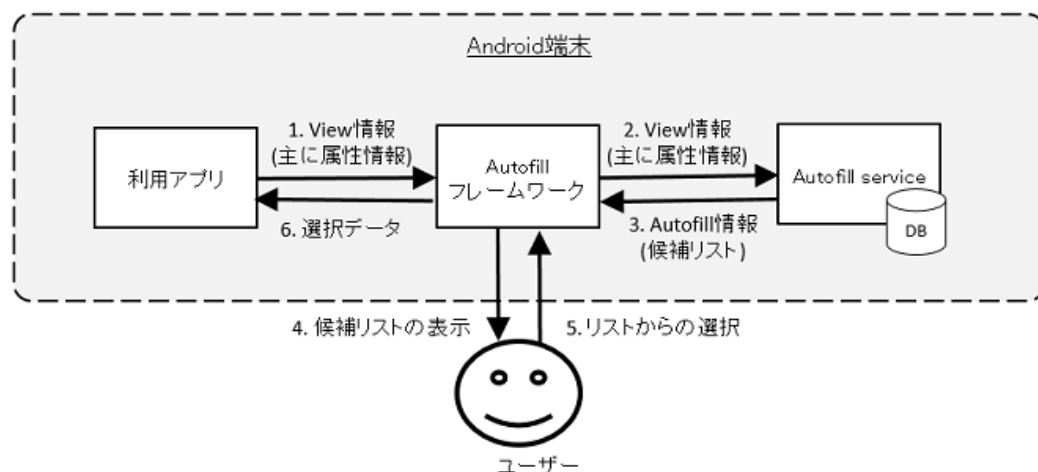 Android端末
1. View情報
(主に属性情報)
2. View情報
(主に属性情報)
利用アプリ
Autofill
フレームワーク
Autofill service
DB
6. 選択データ
3. Autofill情報
(候補リスト)
4. 候補リストの表示
5.リストからの選択
ユーザー